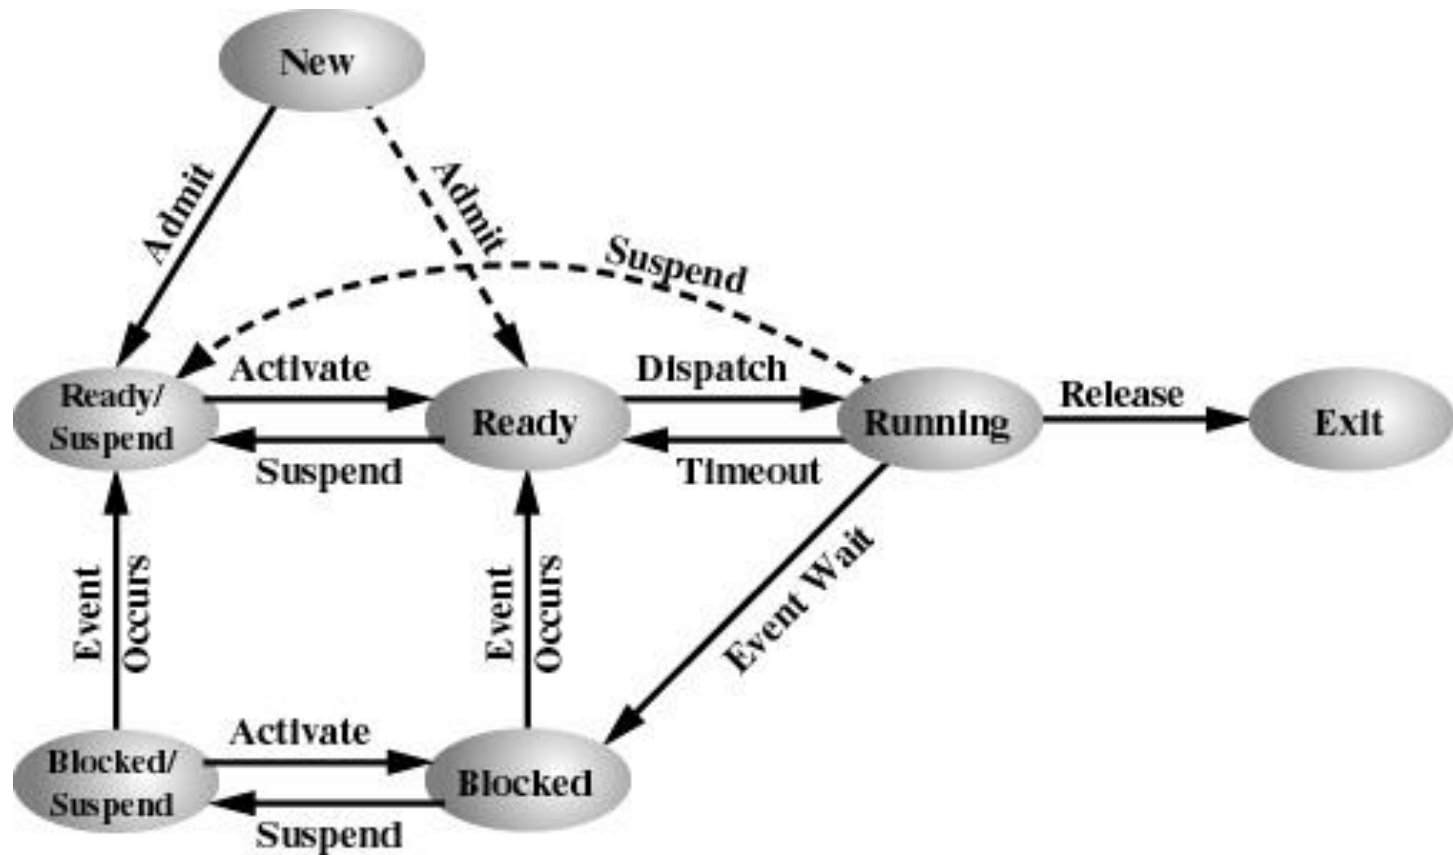 New
Admit
Admit
Suspend
Activate
Dispatch
Release
Ready/
Suspend
Ready
Running
Exit
Suspend
Timeout
Event
Occurs
Event
Occurs
Event Wait
Activate
Blocked/
Suspend
Blocked
Suspend